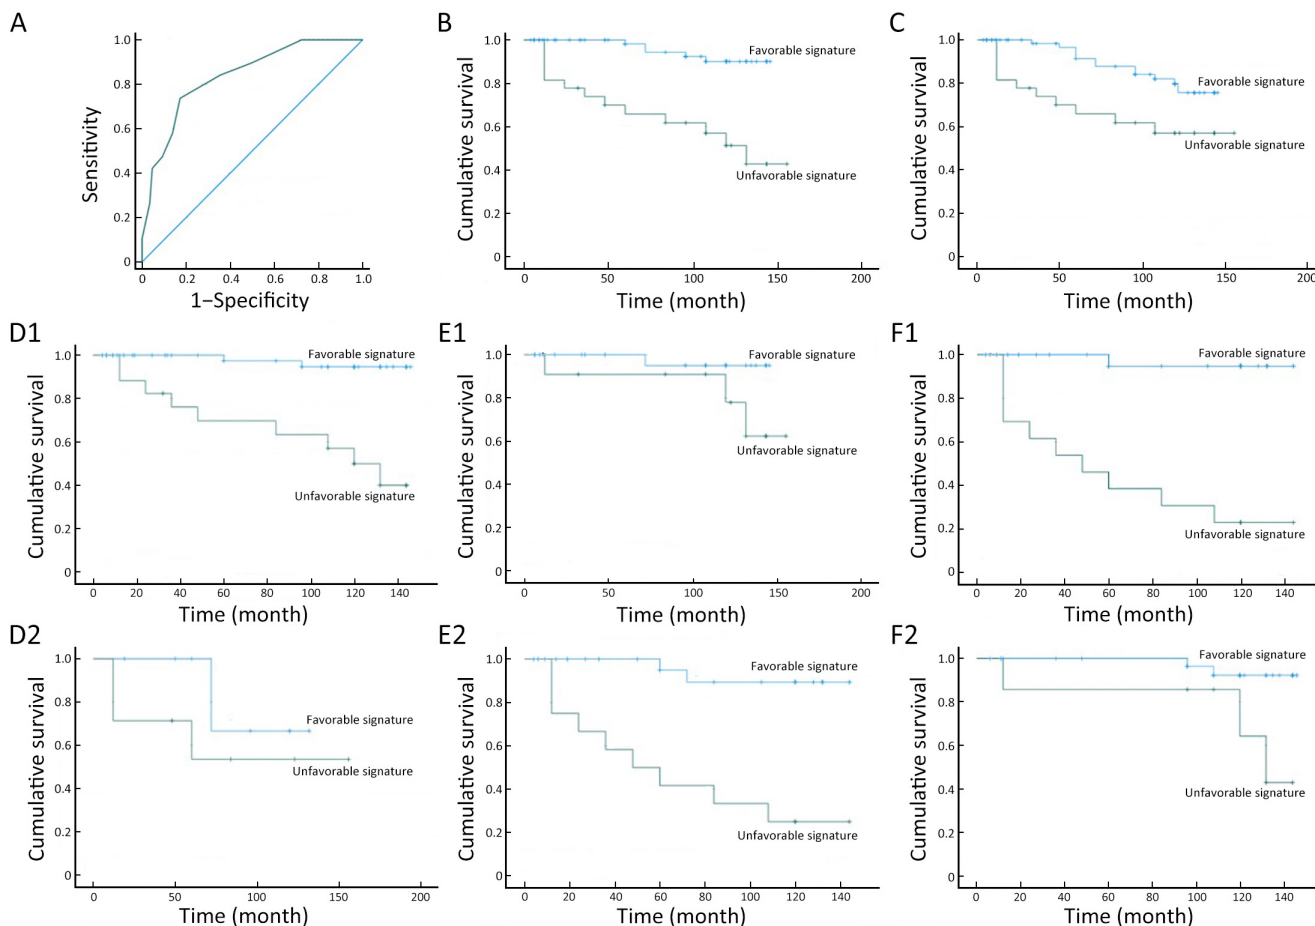 A
Sensitivity
1.0
0.8
0.6
0.4
0.2
0
0 0.2 0.4 0.6 0.8 1.0
1−Specificity
B
Cumulative survival
1.0
0.8
0.6
0.4
0.2
0
Favorable signature
Unfavorable signature
0 50 100 150 200
Time (month)
C
Cumulative survival
1.0
0.8
0.6
0.4
0.2
0
Favorable signature
Unfavorable signature
0 50 100 150 200
Time (month)
D1
Cumulative survival
1.0
0.8
0.6
0.4
0.2
0
Favorable signature
Unfavorable signature
0 20 40 60 80 100 120 140
Time (month)
E1
Cumulative survival
1.0
0.8
0.6
0.4
0.2
0
Favorable signature
Unfavorable signature
0 50 100 150 200
Time (month)
F1
Cumulative survival
1.0
0.8
0.6
0.4
0.2
0
Favorable signature
Unfavorable signature
0 20 40 60 80 100 120 140
Time (month)
D2
Cumulative survival
1.0
0.8
0.6
0.4
0.2
0
Favorable signature
Unfavorable signature
0 50 100 150 200
Time (month)
E2
Cumulative survival
1.0
0.8
0.6
0.4
0.2
0
Favorable signature
Unfavorable signature
0 20 40 60 80 100 120 140
Time (month)
F2
Cumulative survival
1.0
0.8
0.6
0.4
0.2
0
Favorable signature
Unfavorable signature
0 20 40 60 80 100 120 140
Time (month)